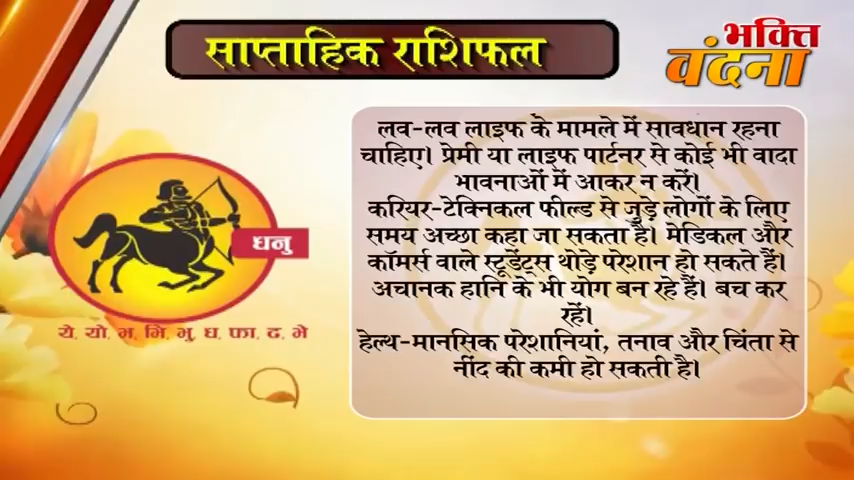 साप्ताहिक राशिफल
भक्ति
वंदना
लव-लव लाइफ के मामले में सावधान रहना
चाहिए। प्रेमी या लाइफ पार्टनर से कोई भी वादा
भावनाओं में आकर न करें।
करियर-टेक्निकल फील्ड से जुड़े लोगों के लिए
समय अच्छा कहा जा सकता है। मेडिकल और
कॉमर्स वाले स्टूडेंट्स थोड़े परेशान हो सकते हैं।
अचानक हानि के भी योग बन रहे हैं। बच कर
रहें।
हेल्थ-मानसिक परेशानियां, तनाव और चिंता से
नींद की कमी हो सकती है।
धनु
ये, यो, भ, भि, भु, ध, फा, द, भे